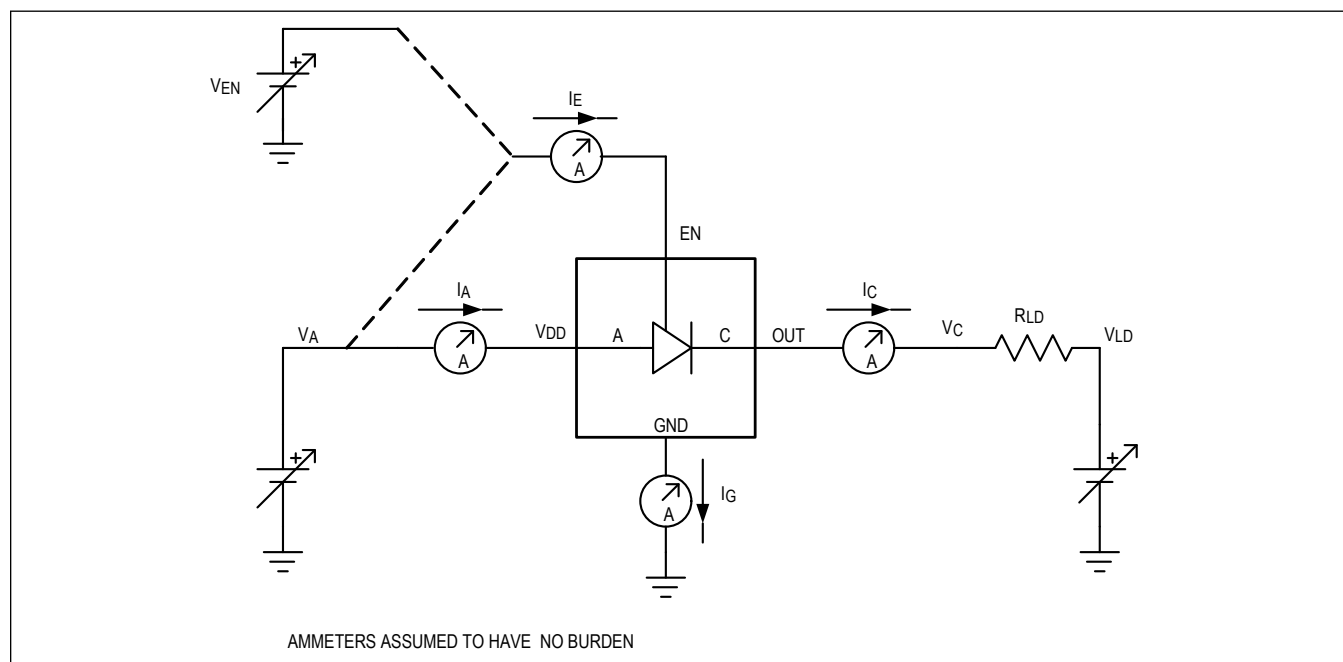 +
VEN
IE
A
EN
IA
IC
VA
VDD
A
C
OUT
VC
RLD
VLD
A
A
GND
+
+
IG
A
AMMETERS ASSUMED TO HAVE NO BURDEN